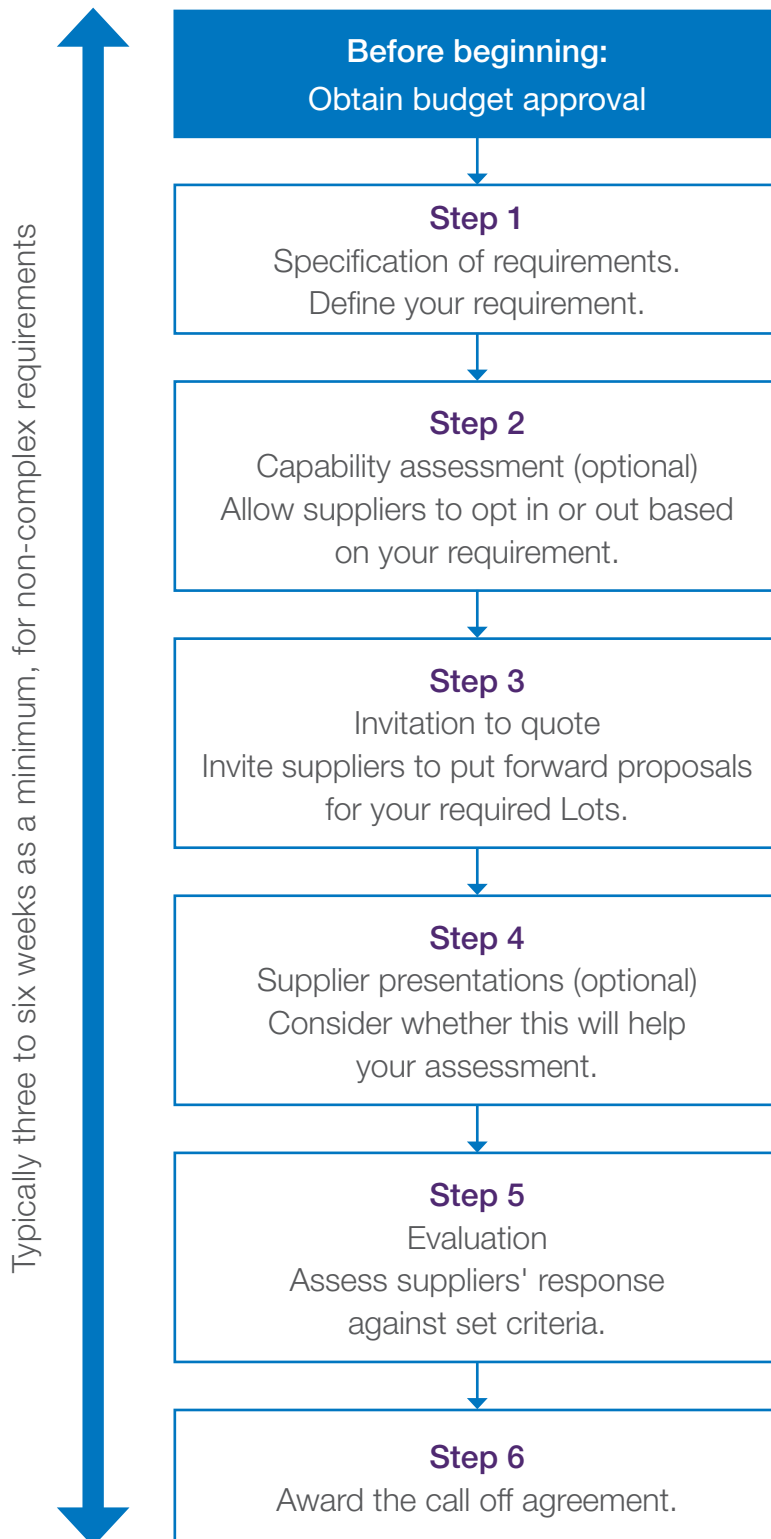 Typically three to six weeks as a minimum, for non-complex requirements
Before beginning:
Obtain budget approval
Step 1
Specification of requirements.
Define your requirement.
Step 2
Capability assessment (optional)
Allow suppliers to opt in or out based
on your requirement.
Step 3
Invitation to quote
Invite suppliers to put forward proposals
for your required Lots.
Step 4
Supplier presentations (optional)
Consider whether this will help
your assessment.
Step 5
Evaluation
Assess suppliers' response
against set criteria.
Step 6
Award the call off agreement.